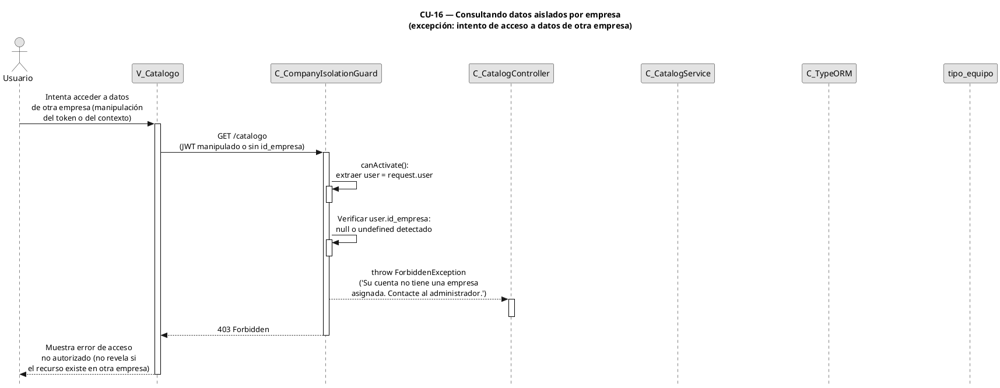 CU-16 — Consultando datos aislados por empresa
(excepción: intento de acceso a datos de otra empresa)
Usuario
V_Catalogo
C_CompanyIsolationGuard
C_CatalogController
C_CatalogService
C_TypeORM
tipo_equipo
Intenta acceder a datos
de otra empresa (manipulación
del token o del contexto)
GET /catalogo
(JWT manipulado o sin id_empresa)
canActivate():
extraer user = request.user
Verificar user.id_empresa:
null o undefined detectado
throw ForbiddenException
('Su cuenta no tiene una empresa
asignada. Contacte al administrador.')
403 Forbidden
Muestra error de acceso
no autorizado (no revela si
el recurso existe en otra empresa)